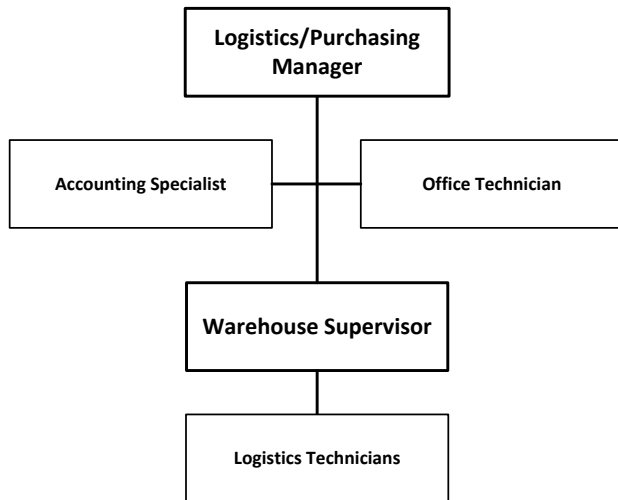 Logistics/Purchasing
Manager
Accounting Specialist
Office Technician
Warehouse Supervisor
Logistics Technicians